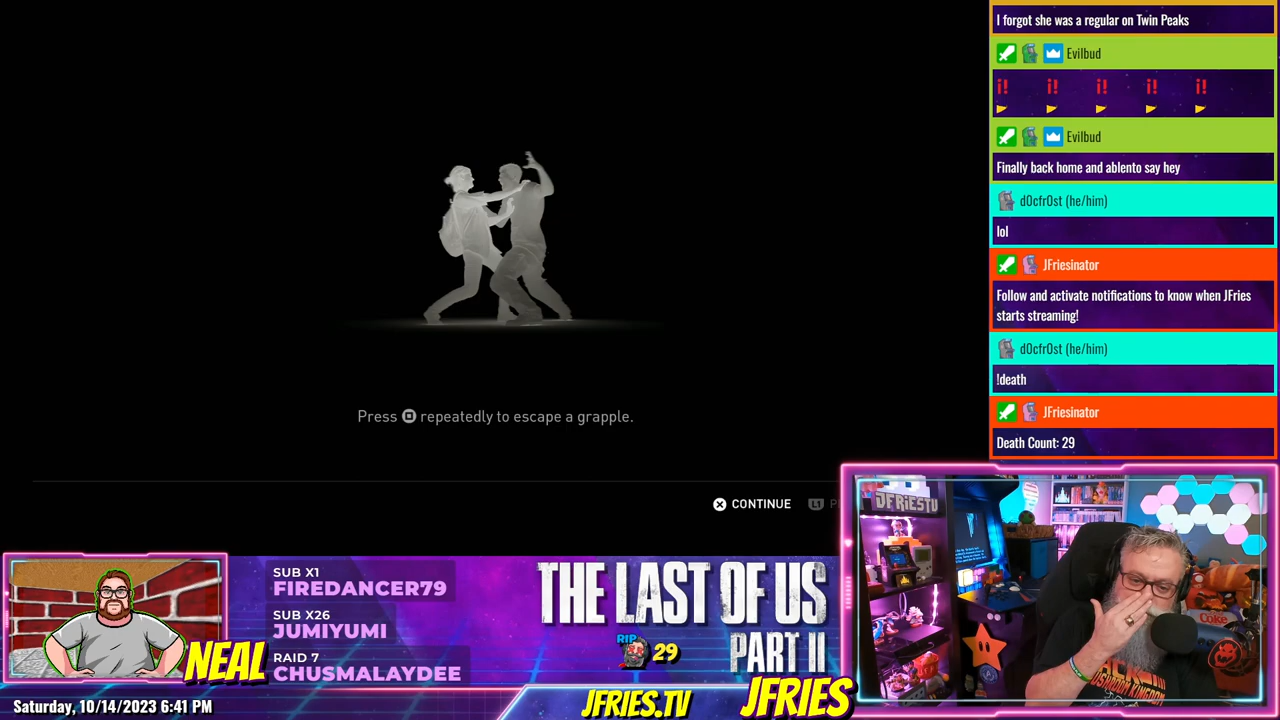 I forgot she was a regular on Twin Peaks
Evilbud
Evilbud
Finally back home and ablento say hey
d0cfr0st (he/him)
lol
JFriesinator
Follow and activate notifications to know when JFries
starts streaming!
d0cfr0st (he/him)
!death
JFriesinator
Death Count: 29
Press repeatedly to escape a grapple.
CONTINUE
L1
JFRIESTV
Coke
SUB X1
FIREDANCER79
SUB X26
JUMIYUMI
RAID 7
CHUSMALAYDEE
NEAL
THE LAST OF US
PART II
RIP
29
JFRIES.TV
JFRIES
Saturday, 10/14/2023 6:41 PM